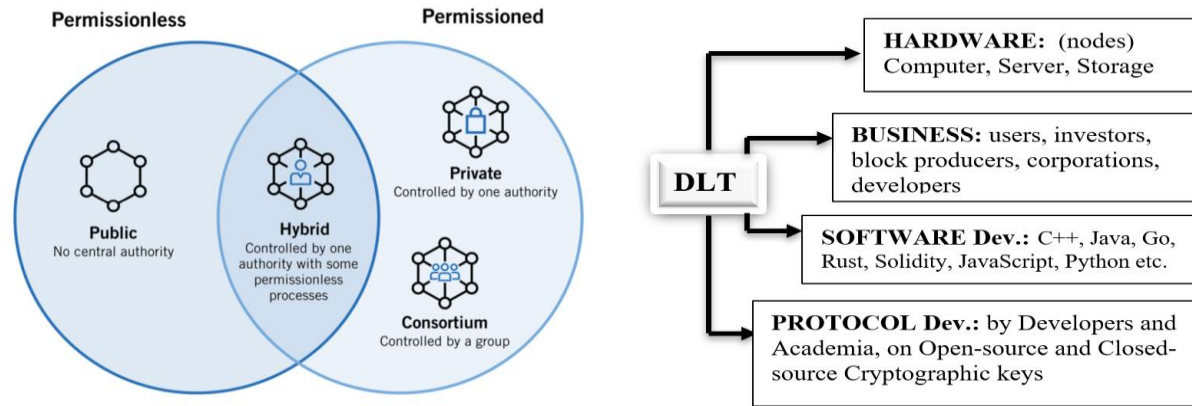 Permissionless
Permissioned
Public
No central authority
Hybrid
Controlled by one
authority with some
permissionless
processes
Private
Controlled by one authority
Consortium
Controlled by a group
DLT
HARDWARE: (nodes)
Computer, Server, Storage
BUSINESS: users, investors,
block producers, corporations,
developers
SOFTWARE Dev.: C++, Java, Go,
Rust, Solidity, JavaScript, Python etc.
PROTOCOL Dev.: by Developers and
Academia, on Open-source and Closed-
source Cryptographic keys